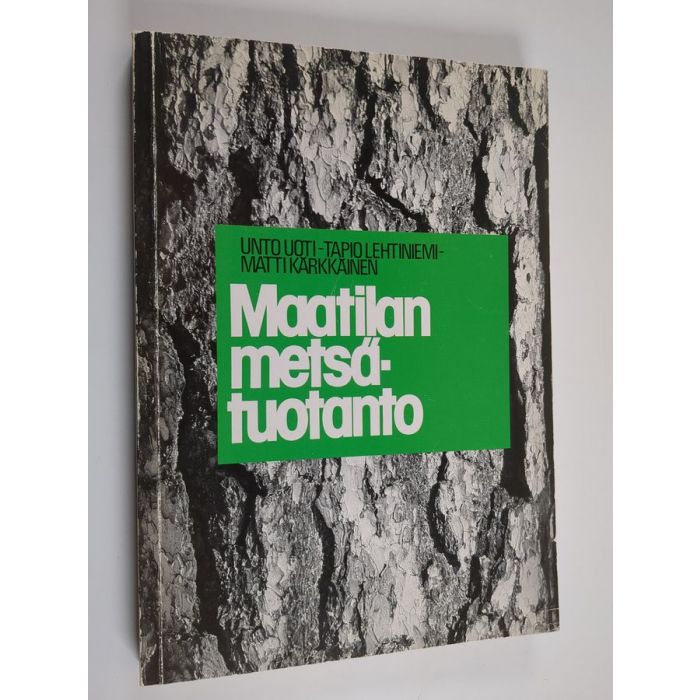 UNTO UOTI - TAPIO LEHTINIEMI -
MATTI KÄRKKÄINEN
Maatilan
metsä-
tuotanto